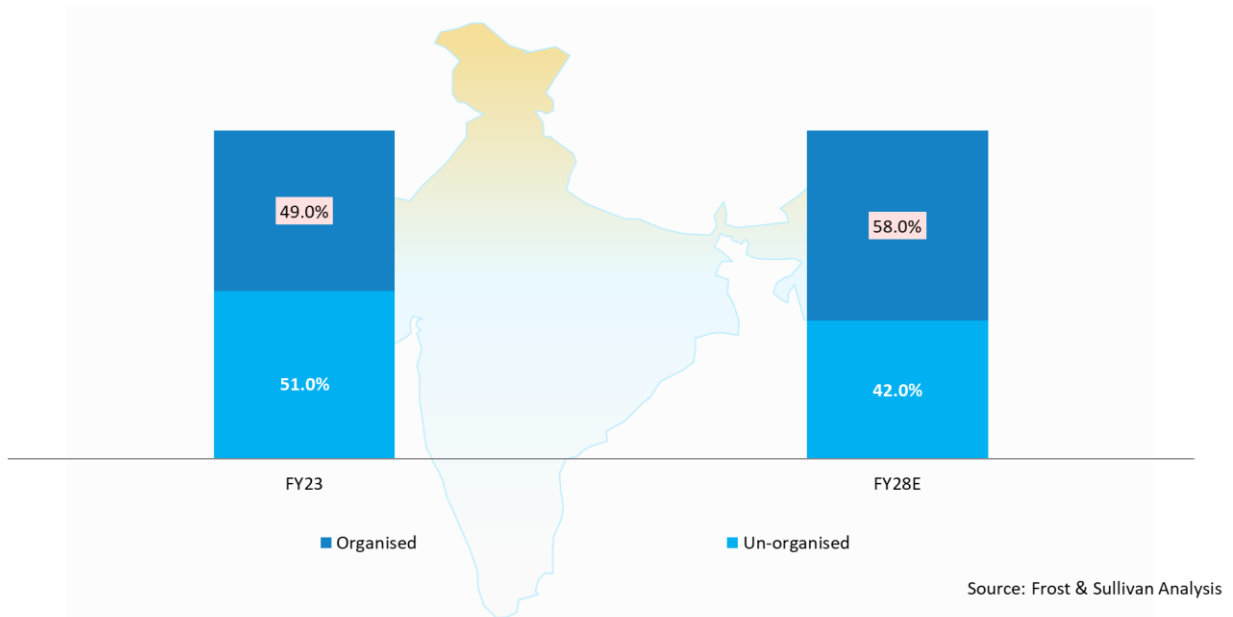 49.0%
58.0%
51.0%
42.0%
FY23
FY28E
Organised
Un-organised
Source: Frost & Sullivan Analysis